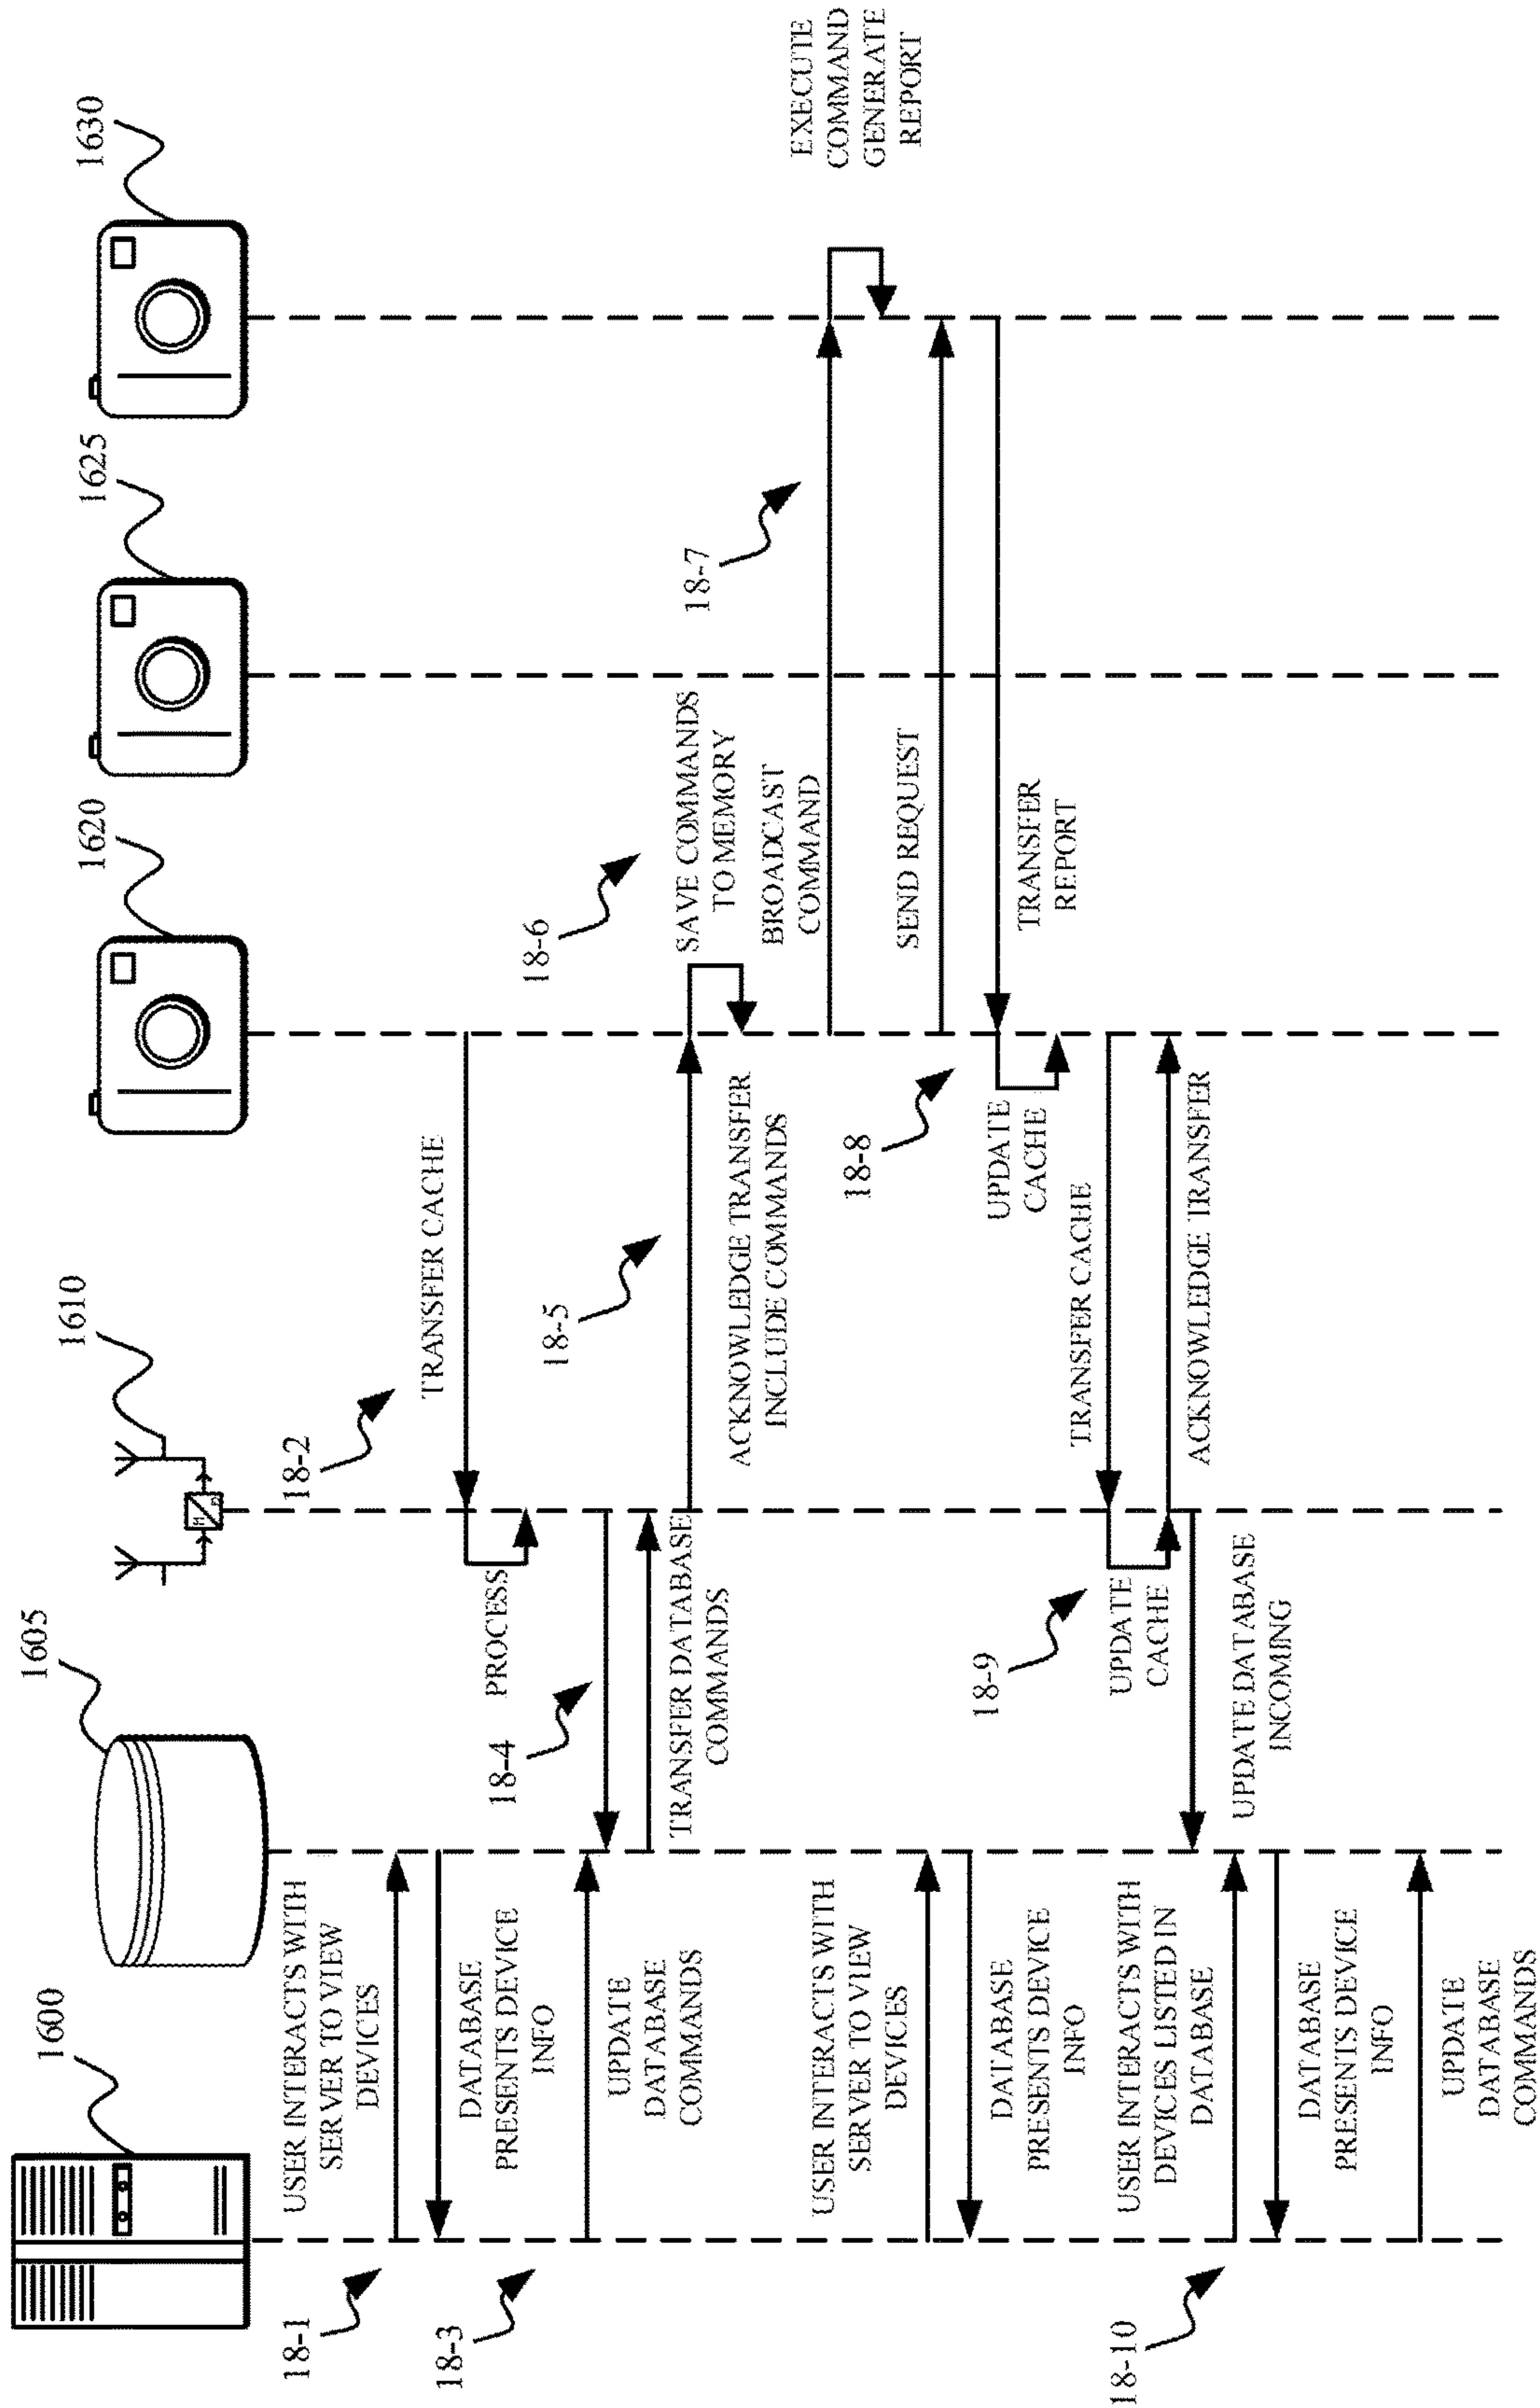 1600
1605
1610
1620
1625
1630
18-1
USER INTERACTS WITH
SERVER TO VIEW
DEVICES
18-2
TRANSFER CACHE
DATABASE
PRESENTS DEVICE
INFO
PROCESS
18-3
UPDATE
DATABASE
COMMANDS
18-4
TRANSFER DATABASE
COMMANDS
18-5
ACKNOWLEDGE TRANSFER
INCLUDE COMMANDS
18-6
SAVE COMMANDS
TO MEMORY
BROADCAST
COMMAND
18-7
EXECUTE
COMMAND
GENERATE
REPORT
USER INTERACTS WITH
SERVER TO VIEW
DEVICES
SEND REQUEST
DATABASE
PRESENTS DEVICE
INFO
TRANSFER
REPORT
18-8
UPDATE
CACHE
TRANSFER CACHE
18-9
UPDATE
CACHE
ACKNOWLEDGE TRANSFER
UPDATE DATABASE
INCOMING
18-10
USER INTERACTS WITH
DEVICES LISTED IN
DATABASE
DATABASE
PRESENTS DEVICE
INFO
UPDATE
DATABASE
COMMANDS